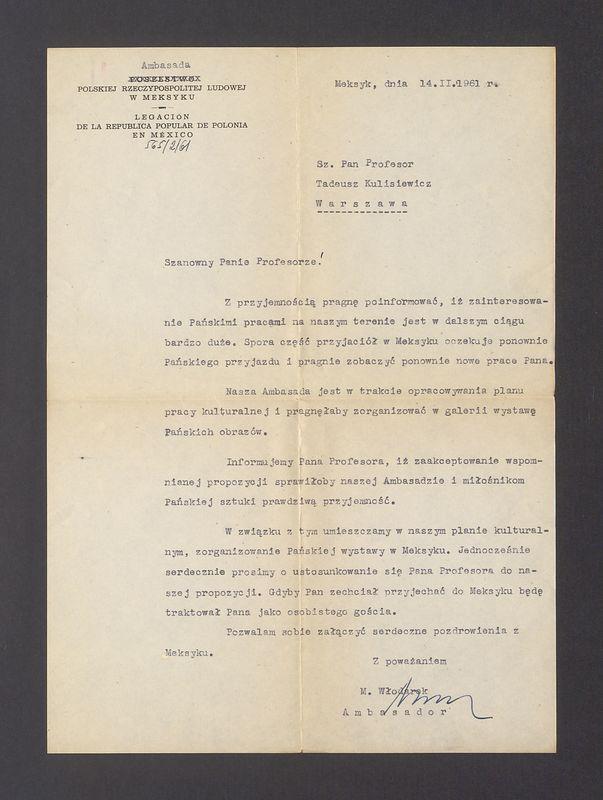 Ambasada
POSELSTWO
POLSKIEJ RZECZYPOSPOLITEJ LUDOWEJ
W MEKSYKU
LEGACION
DE LA REPUBLICA POPULAR DE POLONIA
EN MÉXICO
565/2/61
Meksyk, dnia 14.II.1961 r.
Sz. Pan Profesor
Tadeusz Kulisiewicz
W a r s z a w a
Szanowny Panie Profesorze!
Z przyjemnością pragnę poinformować, iż zainteresowa-
nie Pańskimi pracami na naszym terenie jest w dalszym ciągu
bardzo duże. Spora część przyjaciół w Meksyku oczekuje ponownie
Pańskiego przyjazdu i pragnie zobaczyć ponownie nowe prace Pana.
Nasza Ambasada jest w trakcie opracowywania planu
pracy kulturalnej i pragnęłaby zorganizować w galerii wystawę
Pańskich obrazów.
Informujemy Pana Profesora, iż zaakceptowanie wspom-
nianej propozycji sprawiłoby naszej Ambasadzie i miłośnikom
Pańskiej sztuki prawdziwą przyjemność.
W związku z tym umieszczamy w naszym planie kultural-
nym, zorganizowanie Pańskiej wystawy w Meksyku. Jednocześnie
serdecznie prosimy o ustosunkowanie się Pana Profesora do na-
szej propozycji. Gdyby Pan zechciał przyjechać do Meksyku będę
traktował Pana jako osobistego gościa.
Pozwalam sobie załączyć serdeczne pozdrowienia z
Meksyku.
Z poważaniem
M. Włodarek
A m b a s a d o r